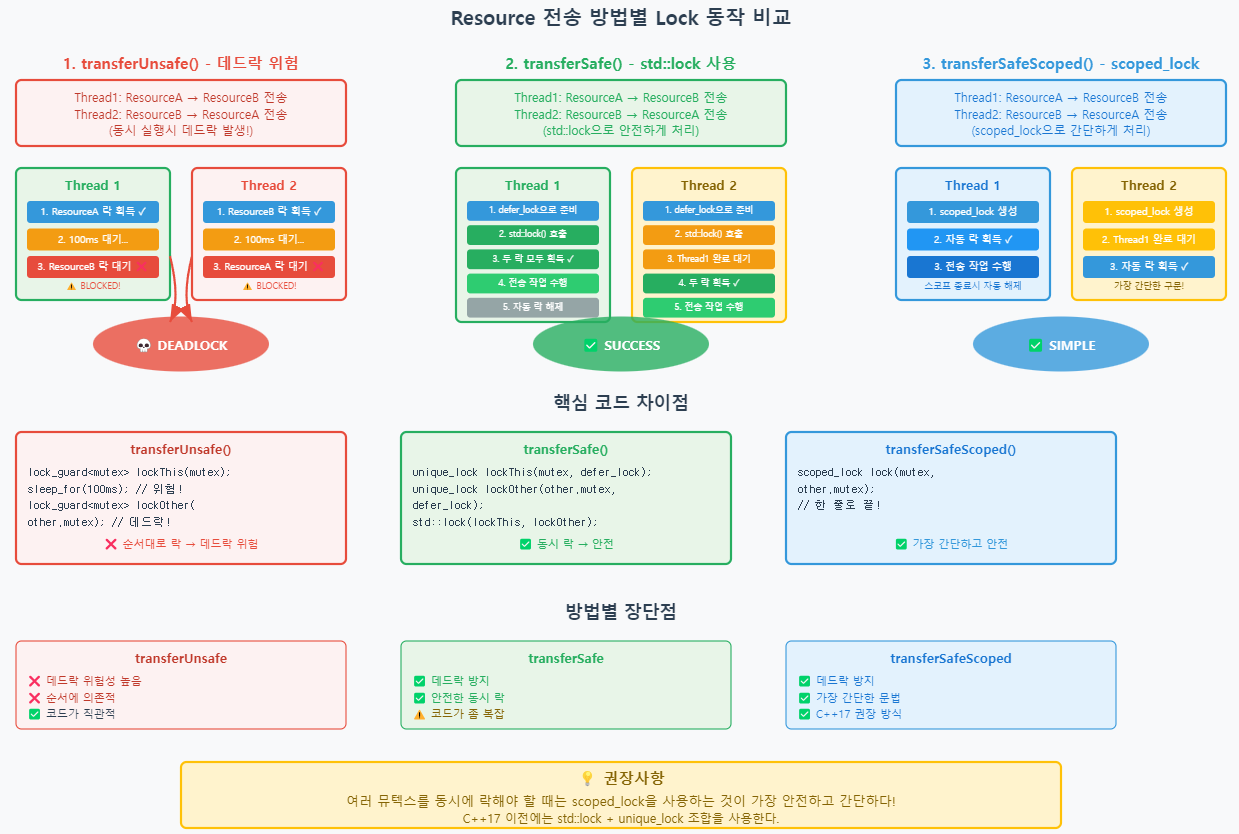 Resource 전송 방법별 Lock 동작 비교
1. transferUnsafe() - 데드락 위험
Thread1: ResourceA → ResourceB 전송
Thread2: ResourceB → ResourceA 전송
(동시 실행시 데드락 발생!)
Thread 1
1. ResourceA 락 획득 ✓
2. 100ms 대기...
3. ResourceB 락 대기 ❌
⚠️ BLOCKED!
Thread 2
1. ResourceB 락 획득 ✓
2. 100ms 대기...
3. ResourceA 락 대기 ❌
⚠️ BLOCKED!
💀 DEADLOCK
2. transferSafe() - std::lock 사용
Thread1: ResourceA → ResourceB 전송
Thread2: ResourceB → ResourceA 전송
(std::lock으로 안전하게 처리)
Thread 1
1. defer_lock으로 준비
2. std::lock() 호출
3. 두 락 모두 획득 ✓
4. 전송 작업 수행
5. 자동 락 해제
Thread 2
1. defer_lock으로 준비
2. std::lock() 호출
3. Thread1 완료 대기
4. 두 락 획득 ✓
5. 전송 작업 수행
✅ SUCCESS
3. transferSafeScoped() - scoped_lock
Thread1: ResourceA → ResourceB 전송
Thread2: ResourceB → ResourceA 전송
(scoped_lock으로 간단하게 처리)
Thread 1
1. scoped_lock 생성
2. 자동 락 획득 ✓
3. 전송 작업 수행
스코프 종료시 자동 해제
Thread 2
1. scoped_lock 생성
2. Thread1 완료 대기
3. 자동 락 획득 ✓
가장 간단한 구문!
✅ SIMPLE
핵심 코드 차이점
transferUnsafe()
lock_guard<mutex> lockThis(mutex);
sleep_for(100ms); // 위험!
lock_guard<mutex> lockOther(
other.mutex); // 데드락!
❌ 순서대로 락 → 데드락 위험
transferSafe()
unique_lock lockThis(mutex, defer_lock);
unique_lock lockOther(other.mutex,
defer_lock);
std::lock(lockThis, lockOther);
✅ 동시 락 → 안전
transferSafeScoped()
scoped_lock lock(mutex,
other.mutex);
// 한 줄로 끝!
✅ 가장 간단하고 안전
방법별 장단점
transferUnsafe
❌ 데드락 위험성 높음
❌ 순서에 의존적
✅ 코드가 직관적
transferSafe
✅ 데드락 방지
✅ 안전한 동시 락
⚠️ 코드가 좀 복잡
transferSafeScoped
✅ 데드락 방지
✅ 가장 간단한 문법
✅ C++17 권장 방식
💡 권장사항
여러 뮤텍스를 동시에 락해야 할 때는 scoped_lock을 사용하는 것이 가장 안전하고 간단하다!
C++17 이전에는 std::lock + unique_lock 조합을 사용한다.